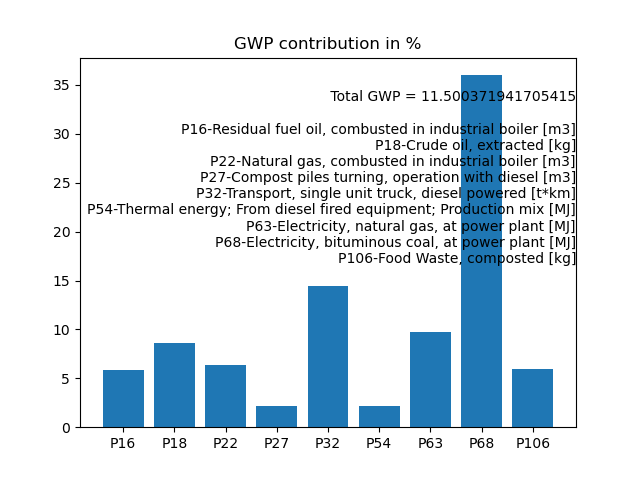 GWP contribution in %
35
30
25
20
15
10
5
0
Total GWP = 11.500371941705415
P16-Residual fuel oil, combusted in industrial boiler [m3]
P18-Crude oil, extracted [kg]
P22-Natural gas, combusted in industrial boiler [m3]
P27-Compost piles turning, operation with diesel [m3]
P32-Transport, single unit truck, diesel powered [t*km]
P54-Thermal energy; From diesel fired equipment; Production mix [MJ]
P63-Electricity, natural gas, at power plant [MJ]
P68-Electricity, bituminous coal, at power plant [MJ]
P106-Food Waste, composted [kg]
P16 P18 P22 P27 P32 P54 P63 P68 P106